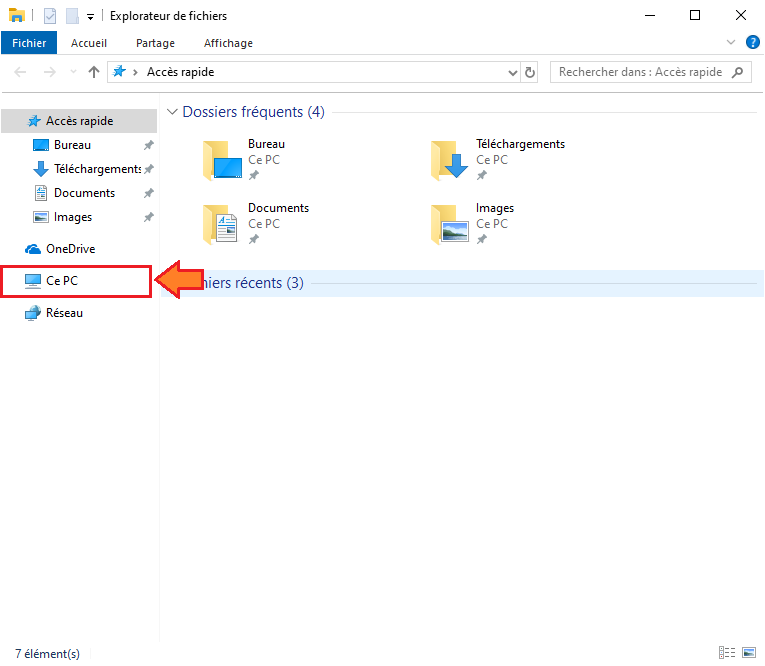 Explorateur de fichiers
Fichier Accueil Partage Affichage
Accès rapide Rechercher dans : Accès rapide
Accès rapide
Bureau
Téléchargements
Documents
Images
OneDrive
Ce PC
Réseau
Dossiers fréquents (4)
Bureau
Ce PC
Téléchargements
Ce PC
Documents
Ce PC
Images
Ce PC
hiers récents (3)
7 élément(s)